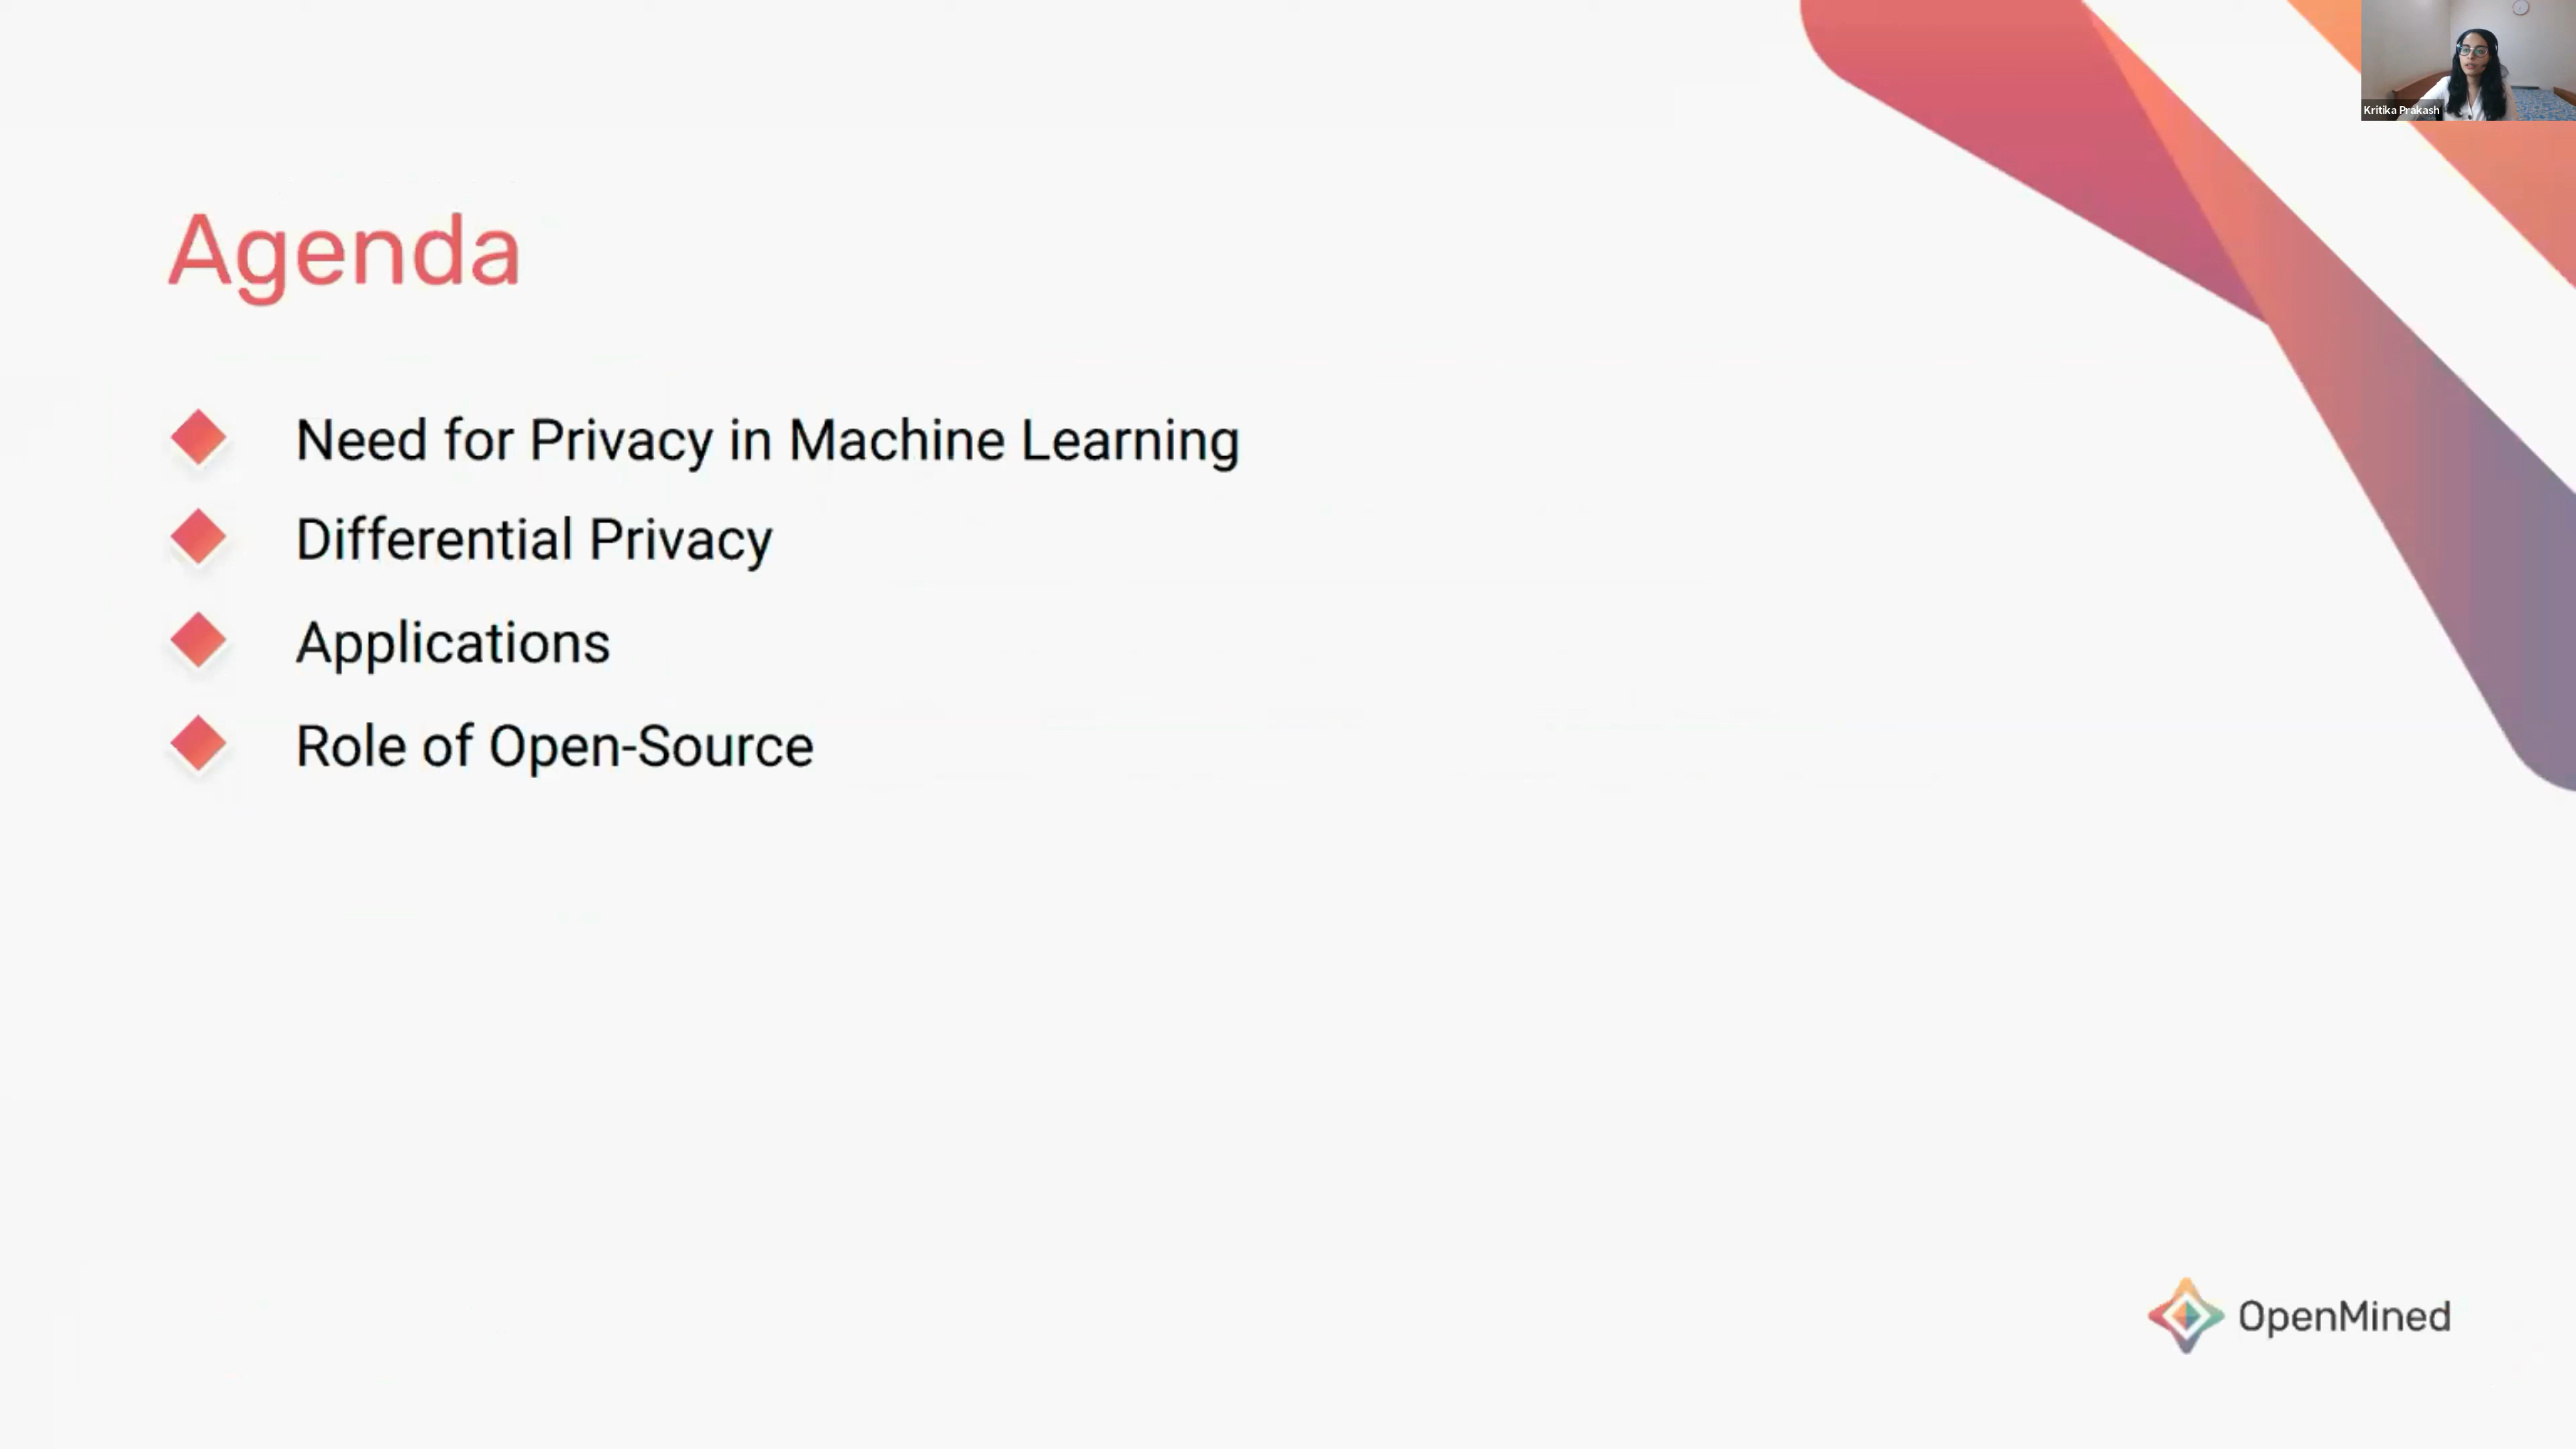 Kritika Prakash
Agenda
Need for Privacy in Machine Learning
Differential Privacy
Applications
Role of Open-Source
OpenMined